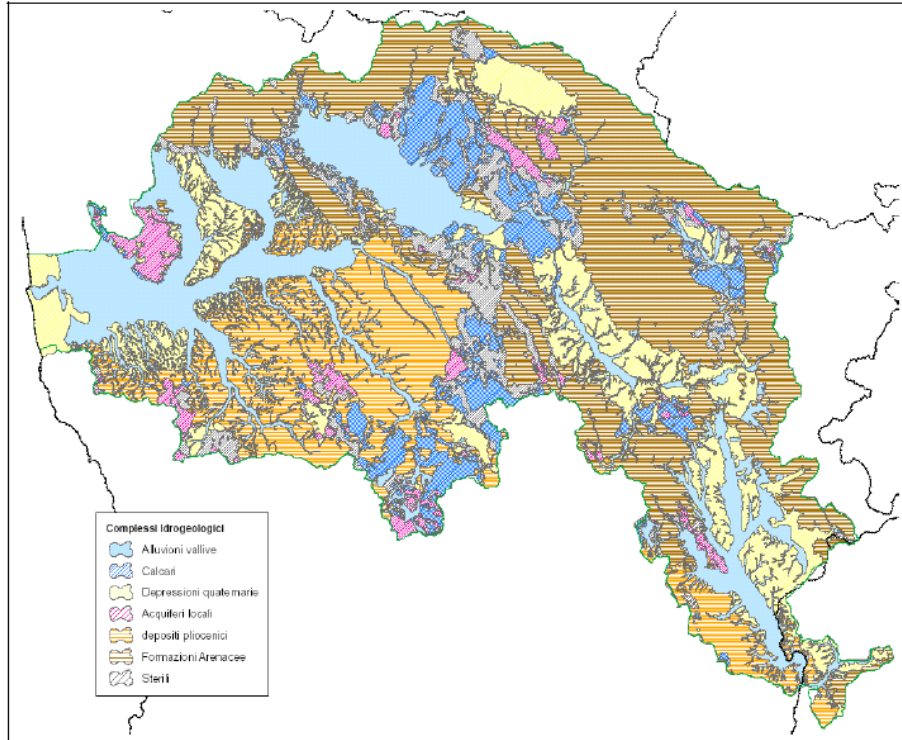 Complessi Idrogeologici
Alluvioni vallive
Calcari
Depressioni quaternarie
Acquiferi locali
depositi pliocenici
Formazioni Arenacee
Sterili